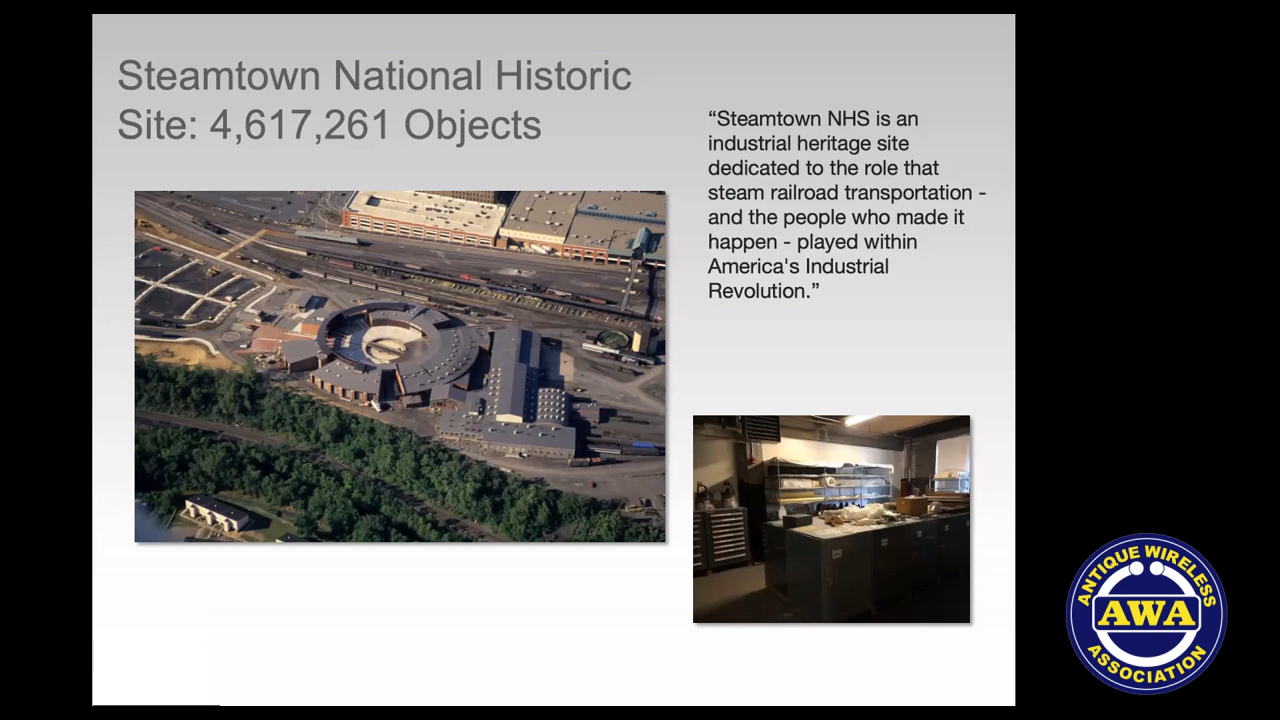 Steamtown National Historic
Site: 4,617,261 Objects
“Steamtown NHS is an
industrial heritage site
dedicated to the role that
steam railroad transportation -
and the people who made it
happen - played within
America's Industrial
Revolution.”
ANTIQUE WIRELESS
AWA
ASSOCIATION